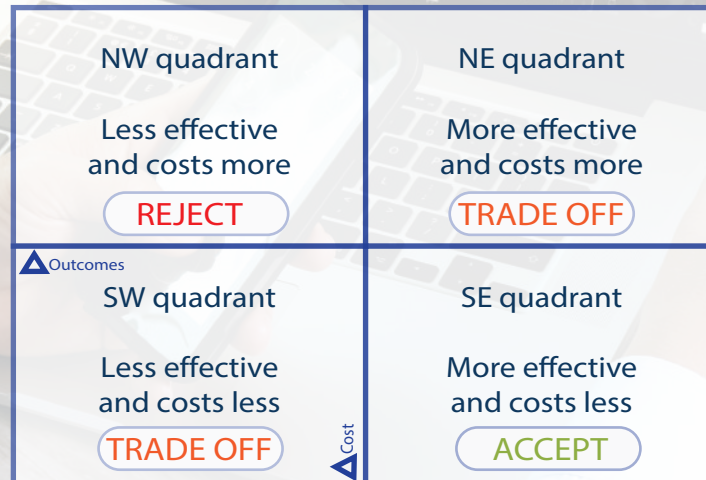 NW quadrant
Less effective
and costs more
REJECT
NE quadrant
More effective
and costs more
TRADE OFF
Outcomes
SW quadrant
Less effective
and costs less
TRADE OFF
Cost
SE quadrant
More effective
and costs less
ACCEPT